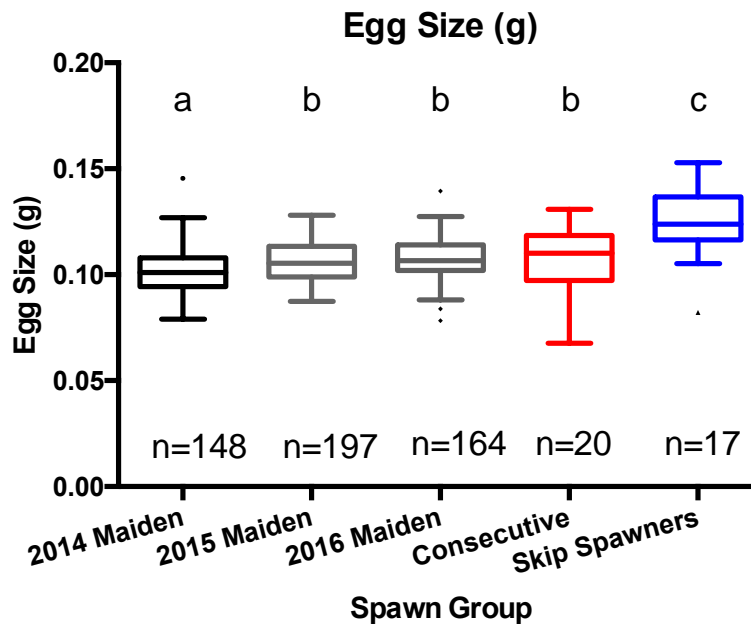 Egg Size (g)
0.20
a b b b c
0.15
Egg Size (g)
0.10
0.05
n=148 n=197 n=164 n=20 n=17
0.00
2014 Maiden 2015 Maiden 2016 Maiden Consecutive Skip Spawners
Spawn Group